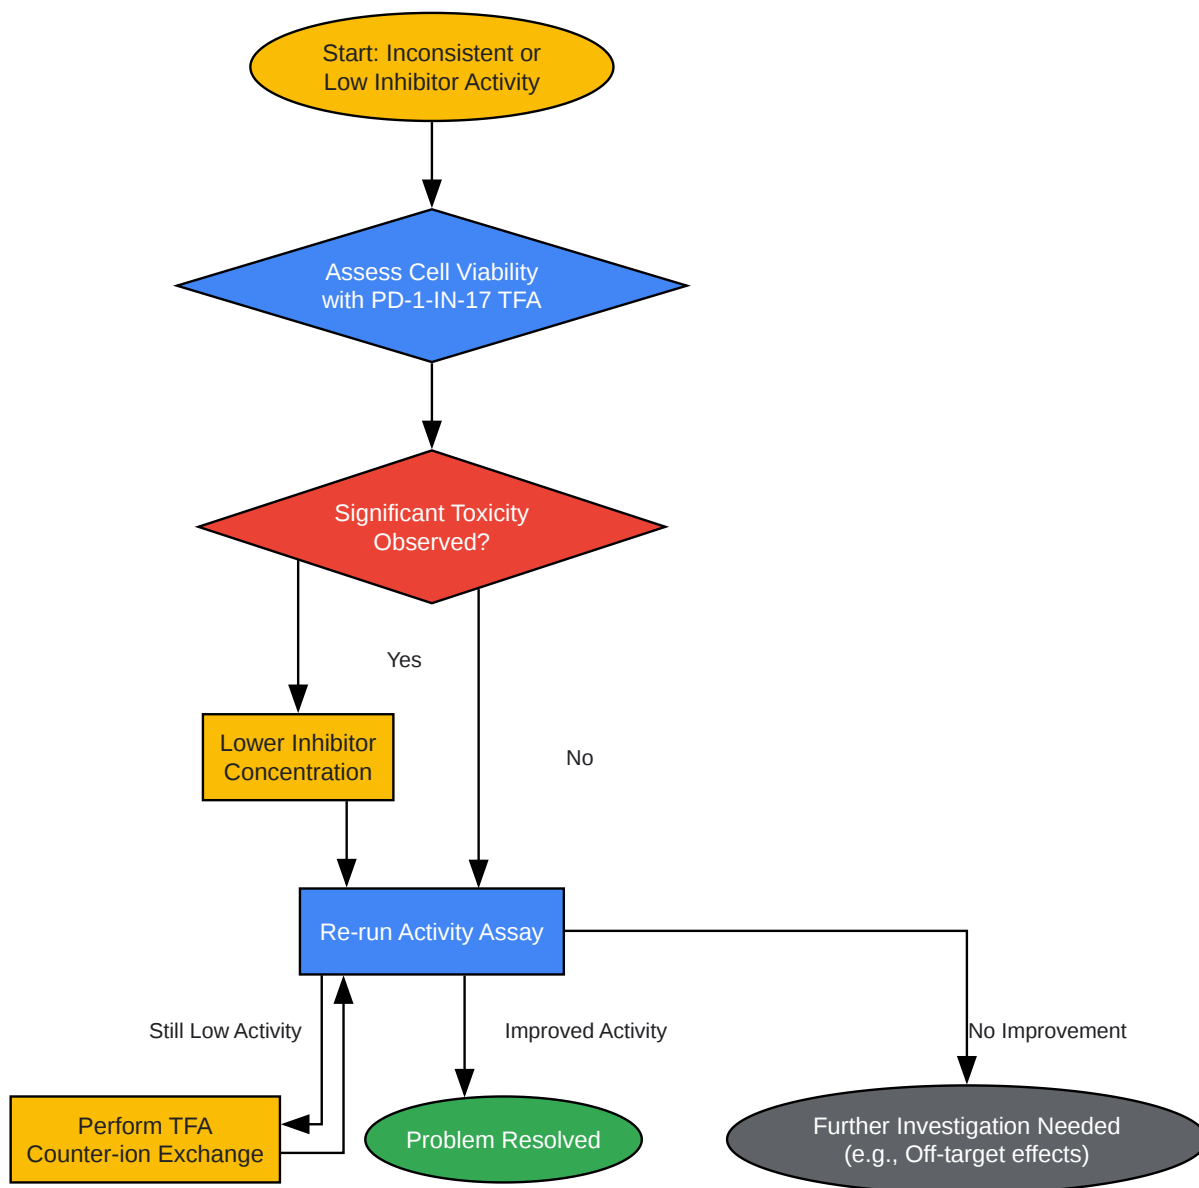 Start: Inconsistent or
Low Inhibitor Activity
Assess Cell Viability
with PD-1-IN-17 TFA
Significant Toxicity
Observed?
Yes
Lower Inhibitor
Concentration
No
Re-run Activity Assay
Still Low Activity
Improved Activity
No Improvement
Perform TFA
Counter-ion Exchange
Problem Resolved
Further Investigation Needed
(e.g., Off-target effects)